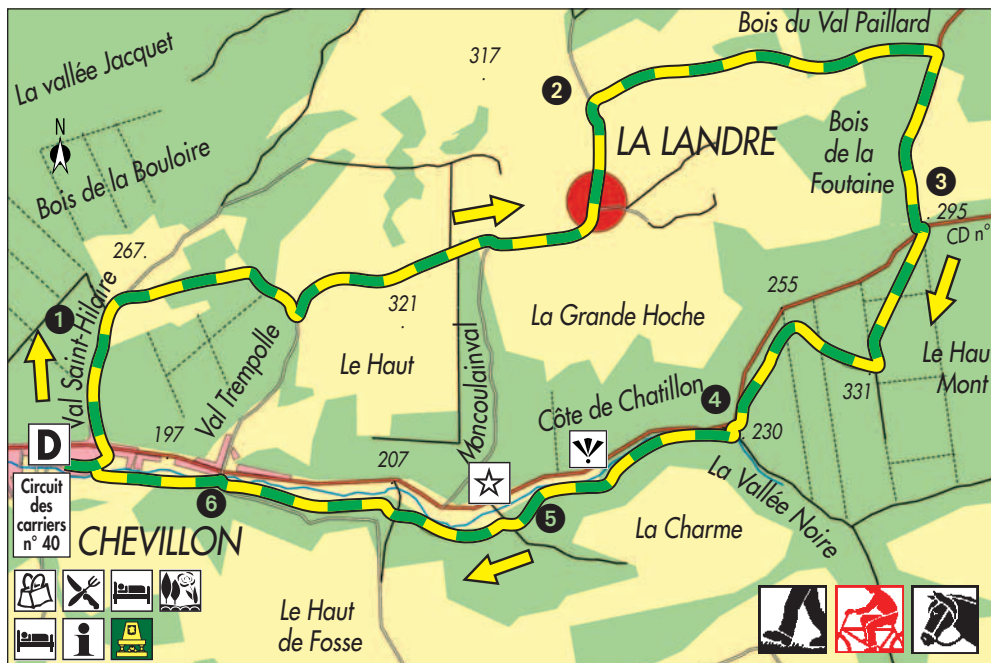 Bois du Val Paillard
La vallée Jacquet
317
2
LA LANDRE
N
Bois de la Bouloire
Bois
de la
Foutaine
3
295
CD n°
267
255
1
Val Saint-Hilaire
321
La Grande Hoche
Le Haut
Val Trempolle
Moncoulainval
Le Hau
Mont
331
Côte de Chatillon
4
230
D
197
207
La Vallée Noire
Circuit
des
carriers
n° 40
6
5
CHEVILLON
La Charme
Le Haut
de Fosse
i